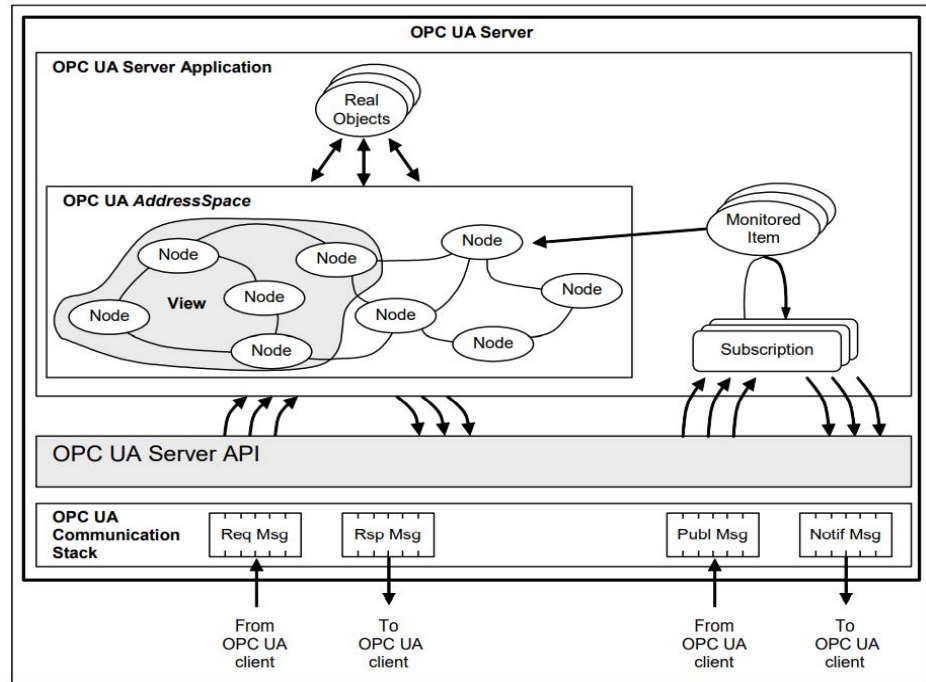 OPC UA Server
OPC UA Server Application
Real
Objects
OPC UA AddressSpace
Monitored
Item
Node
Node
Node
Node
Node
View
Node
Node
Node
Node
Subscription
OPC UA Server API
OPC UA
Communication
Stack
Req Msg
Rsp Msg
Publ Msg
Notif Msg
From
OPC UA
client
To
OPC UA
client
From
OPC UA
client
To
OPC UA
client